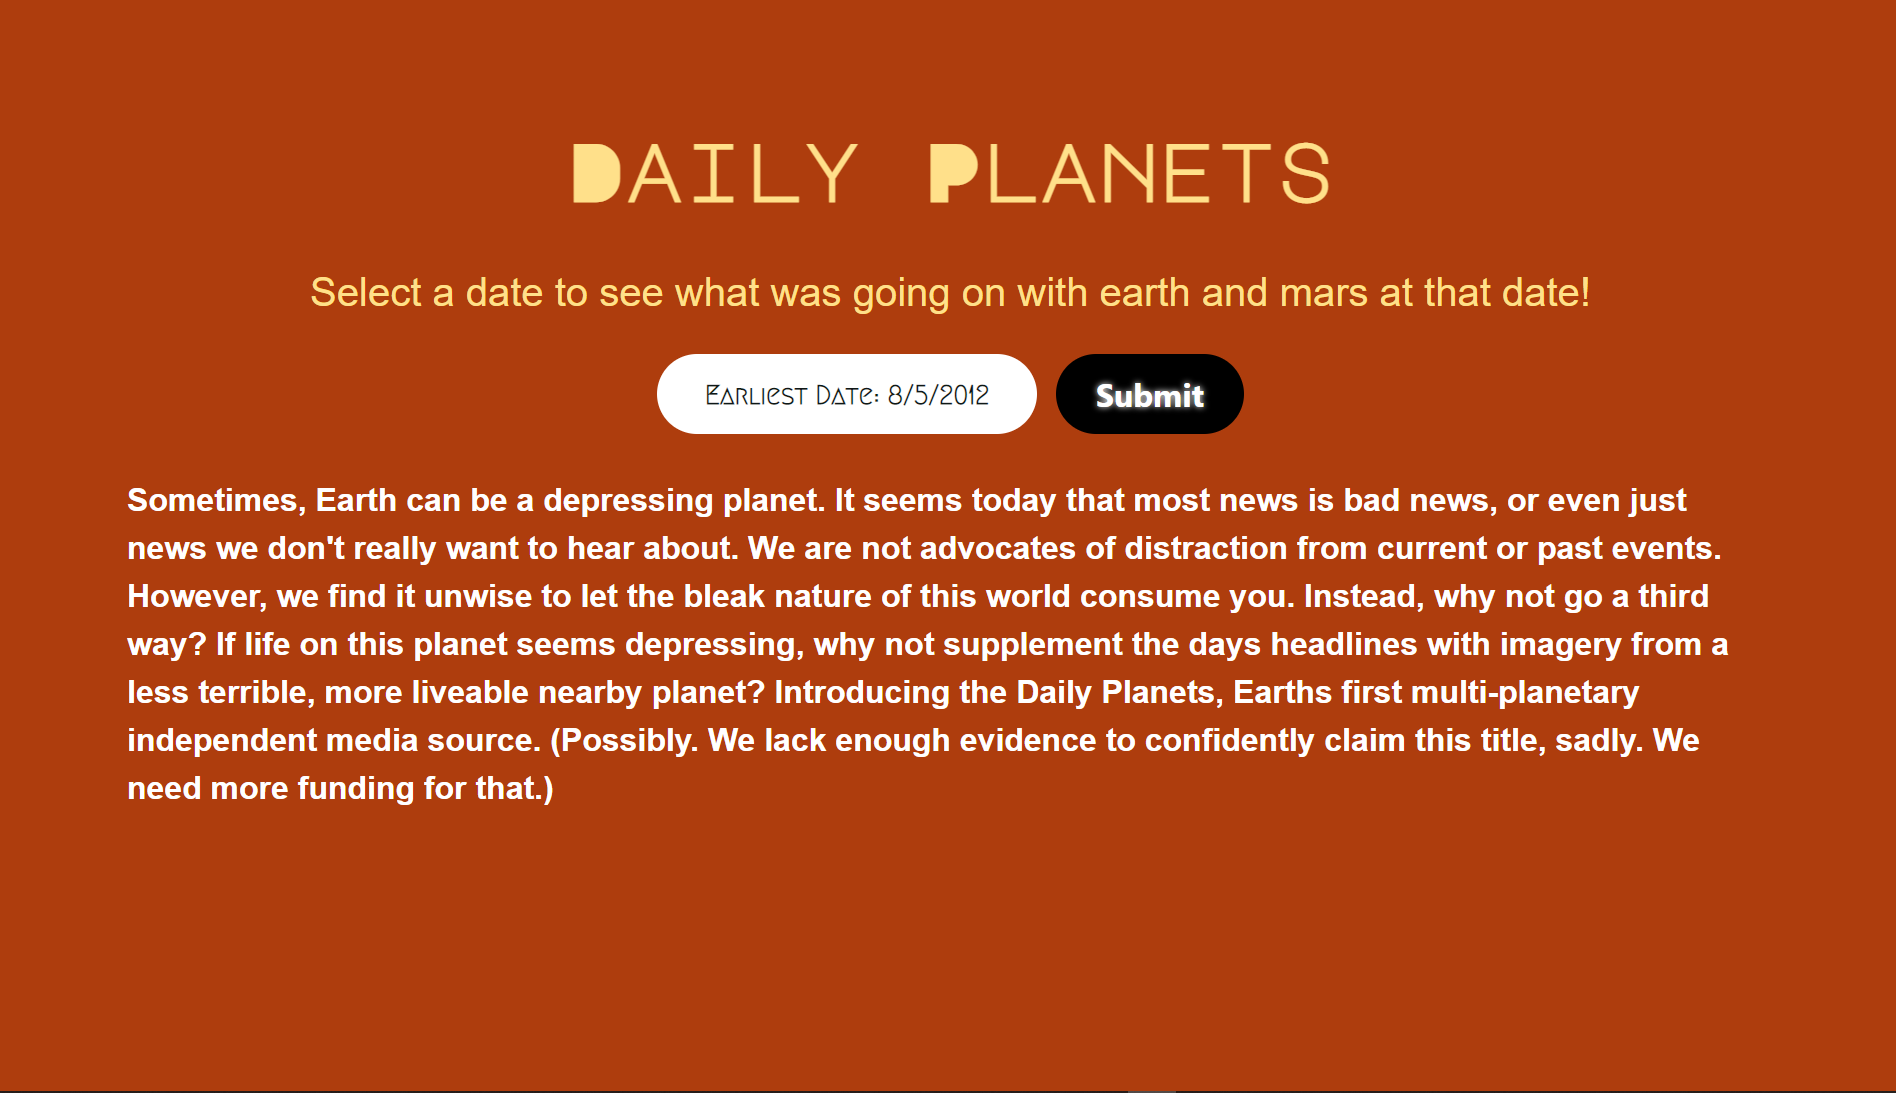 Daily Planets
Select a date to see what was going on with earth and mars at that date!
Earliest Date: 8/5/2012
Submit
Sometimes, Earth can be a depressing planet. It seems today that most news is bad news, or even just
news we don't really want to hear about. We are not advocates of distraction from current or past events.
However, we find it unwise to let the bleak nature of this world consume you. Instead, why not go a third
way? If life on this planet seems depressing, why not supplement the days headlines with imagery from a
less terrible, more liveable nearby planet? Introducing the Daily Planets, Earths first multi-planetary
independent media source. (Possibly. We lack enough evidence to confidently claim this title, sadly. We
need more funding for that.)